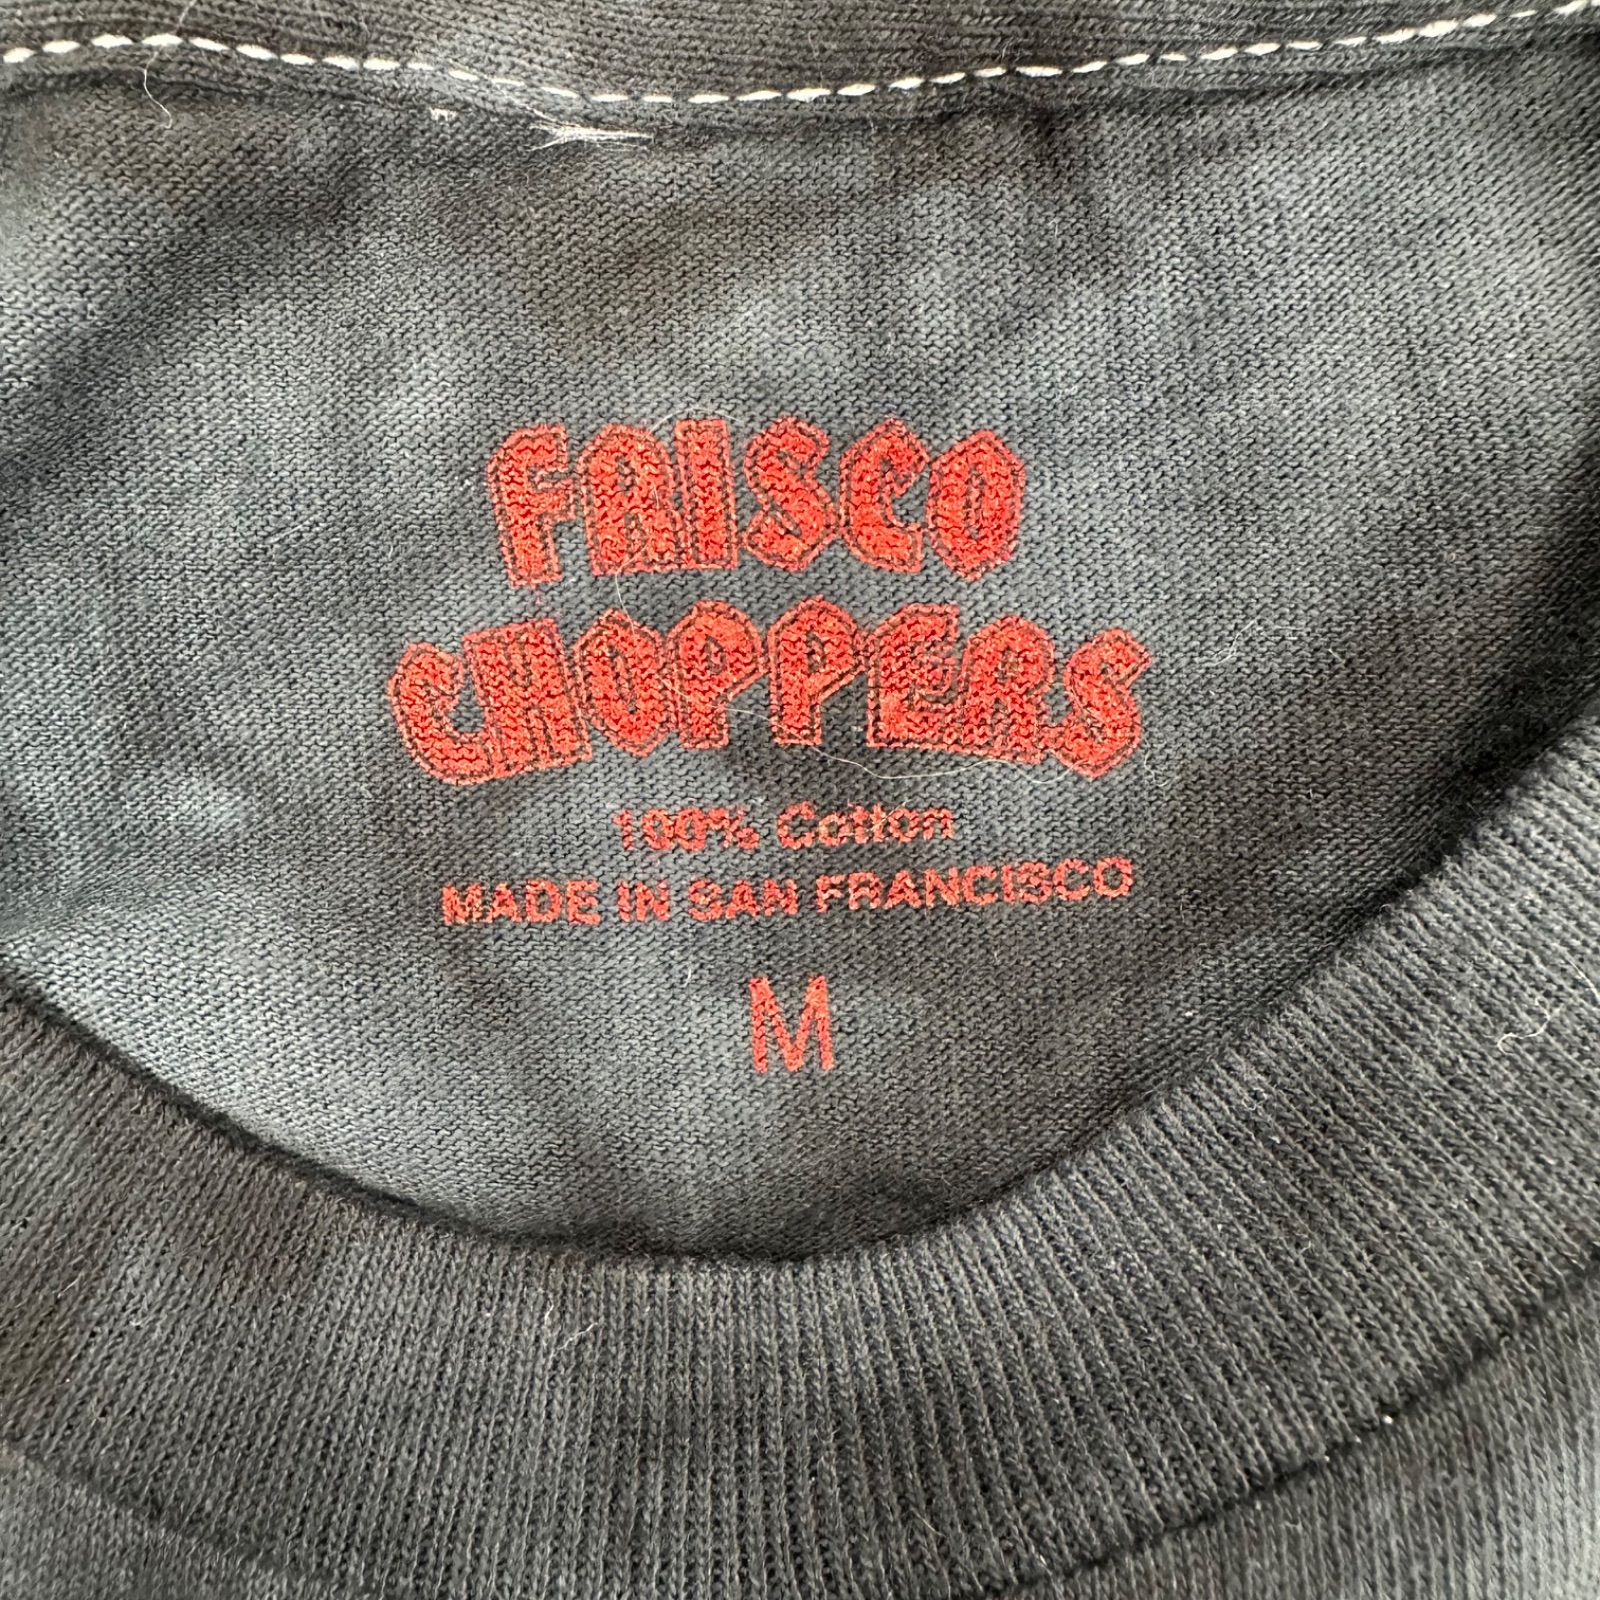 FRISCO
CHOPPERS
100% Cotton
MADE IN SAN FRANCISCO
M